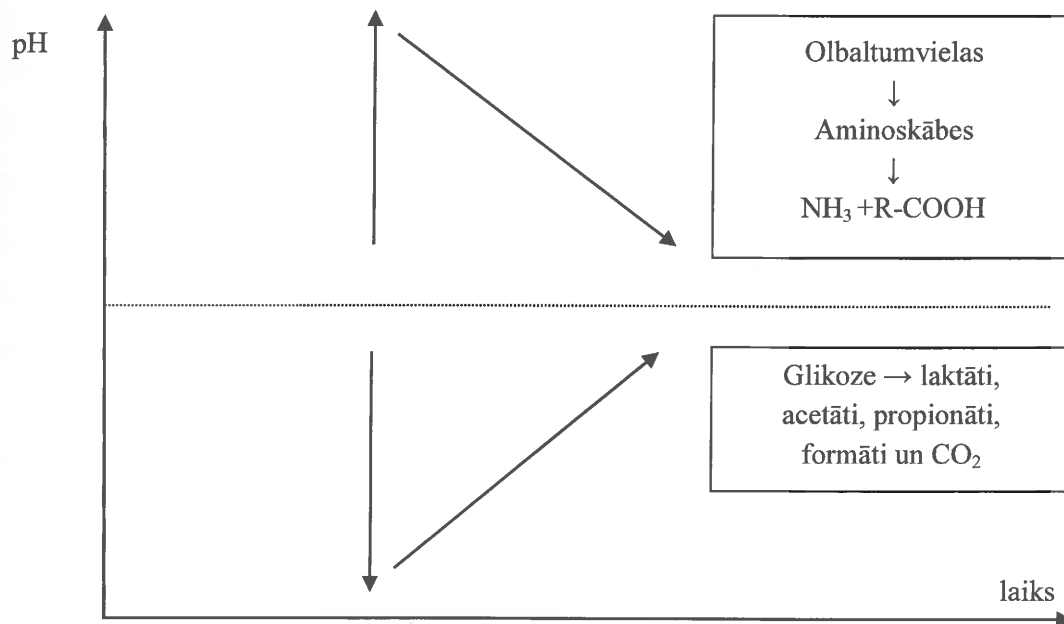 pH
Olbaltumvielas
↓
Aminoskābes
↓
NH₃ +R-COOH
Glikoze → laktāti,
acetāti, propionāti,
formāti un CO₂
laiks